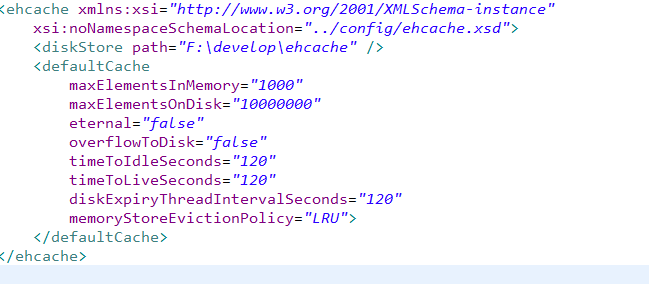 <ehcache xmlns:xsi="http://www.w3.org/2001/XMLSchema-instance"
    xsi:noNamespaceSchemaLocation="../config/ehcache.xsd">
    <diskStore path="F:\develop\ehcache" />
    <defaultCache
        maxElementsInMemory="1000"
        maxElementsOnDisk="10000000"
        eternal="false"
        overflowToDisk="false"
        timeToIdleSeconds="120"
        timeToLiveSeconds="120"
        diskExpiryThreadIntervalSeconds="120"
        memoryStoreEvictionPolicy="LRU">
    </defaultCache>
</ehcache>